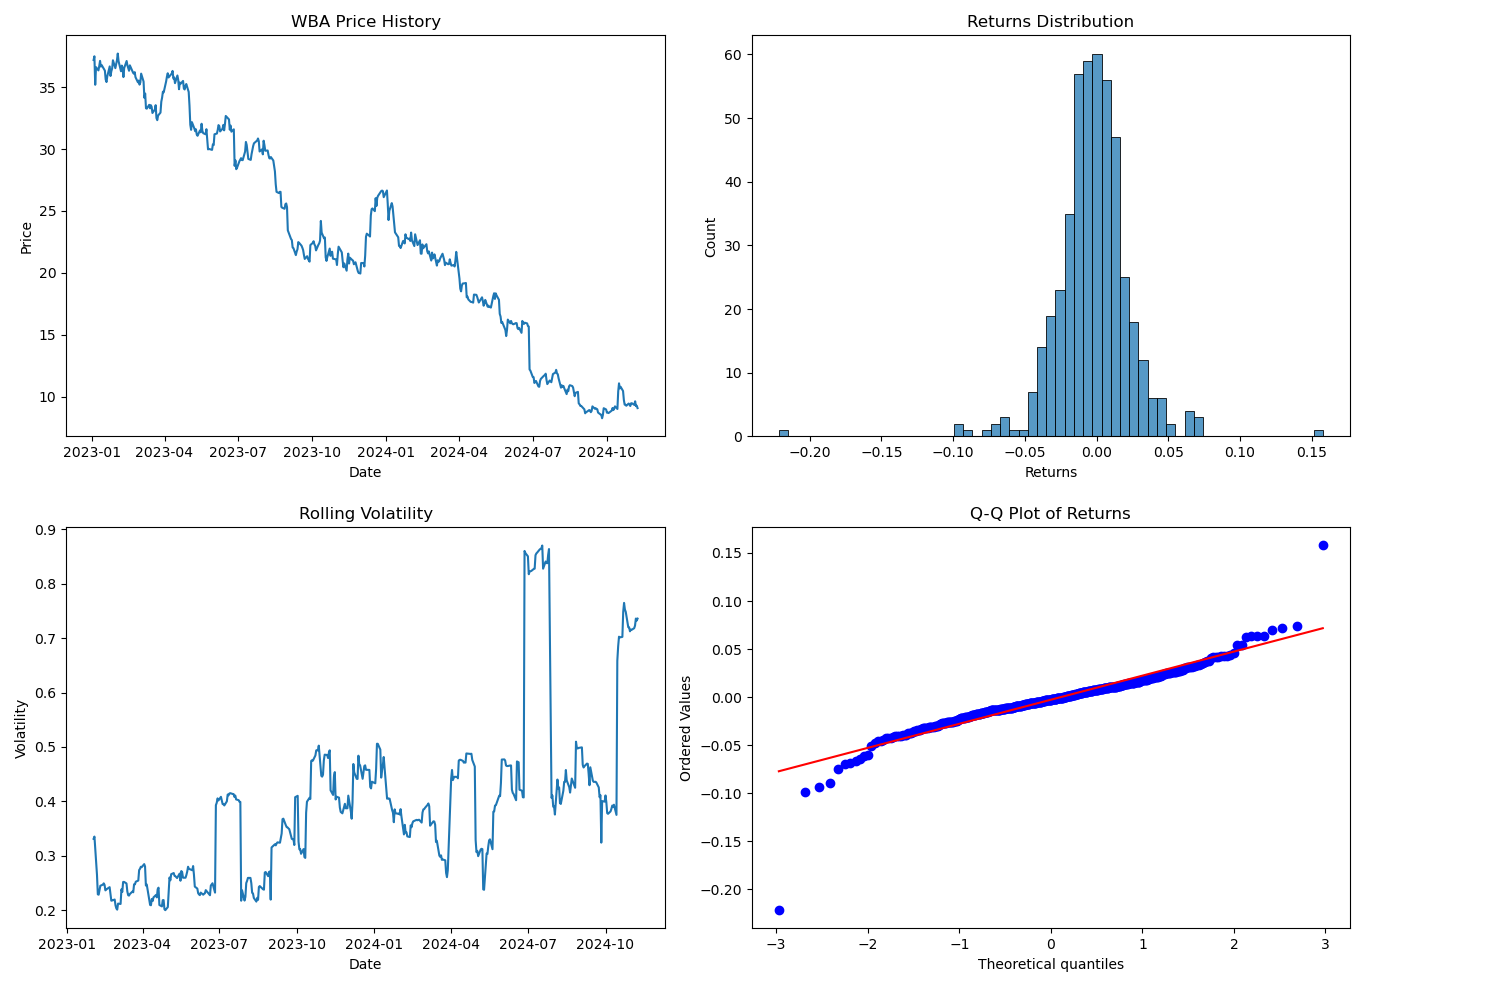 WBA Price History
Price
35
30
25
20
15
10
2023-01 2023-04 2023-07 2023-10 2024-01 2024-04 2024-07 2024-10
Date
Returns Distribution
Count
60
50
40
30
20
10
0
−0.20 −0.15 −0.10 −0.05 0.00 0.05 0.10 0.15
Returns
Rolling Volatility
Volatility
0.9
0.8
0.7
0.6
0.5
0.4
0.3
0.2
2023-01 2023-04 2023-07 2023-10 2024-01 2024-04 2024-07 2024-10
Date
Q-Q Plot of Returns
Ordered Values
0.15
0.10
0.05
0.00
−0.05
−0.10
−0.15
−0.20
−3 −2 −1 0 1 2 3
Theoretical quantiles